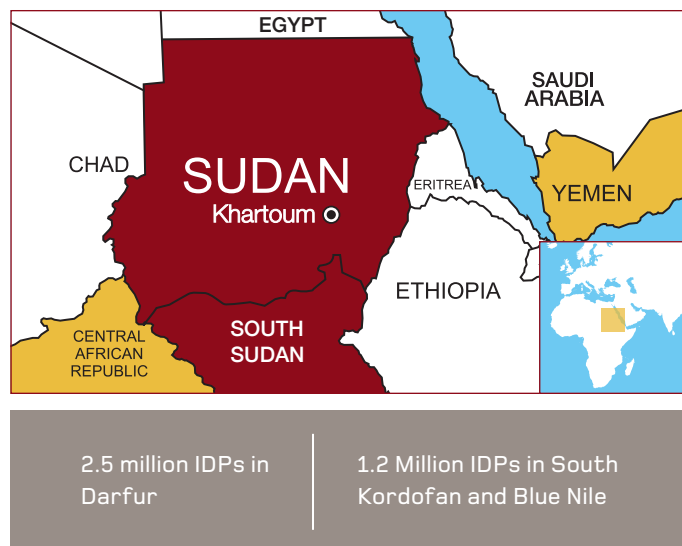 EGYPT
SAUDI
ARABIA
CHAD
SUDAN
ERITREA
YEMEN
Khartoum
ETHIOPIA
SOUTH
SUDAN
CENTRAL
AFRICAN
REPUBLIC
2.5 million IDPs in
Darfur
1.2 Million IDPs in South
Kordofan and Blue Nile